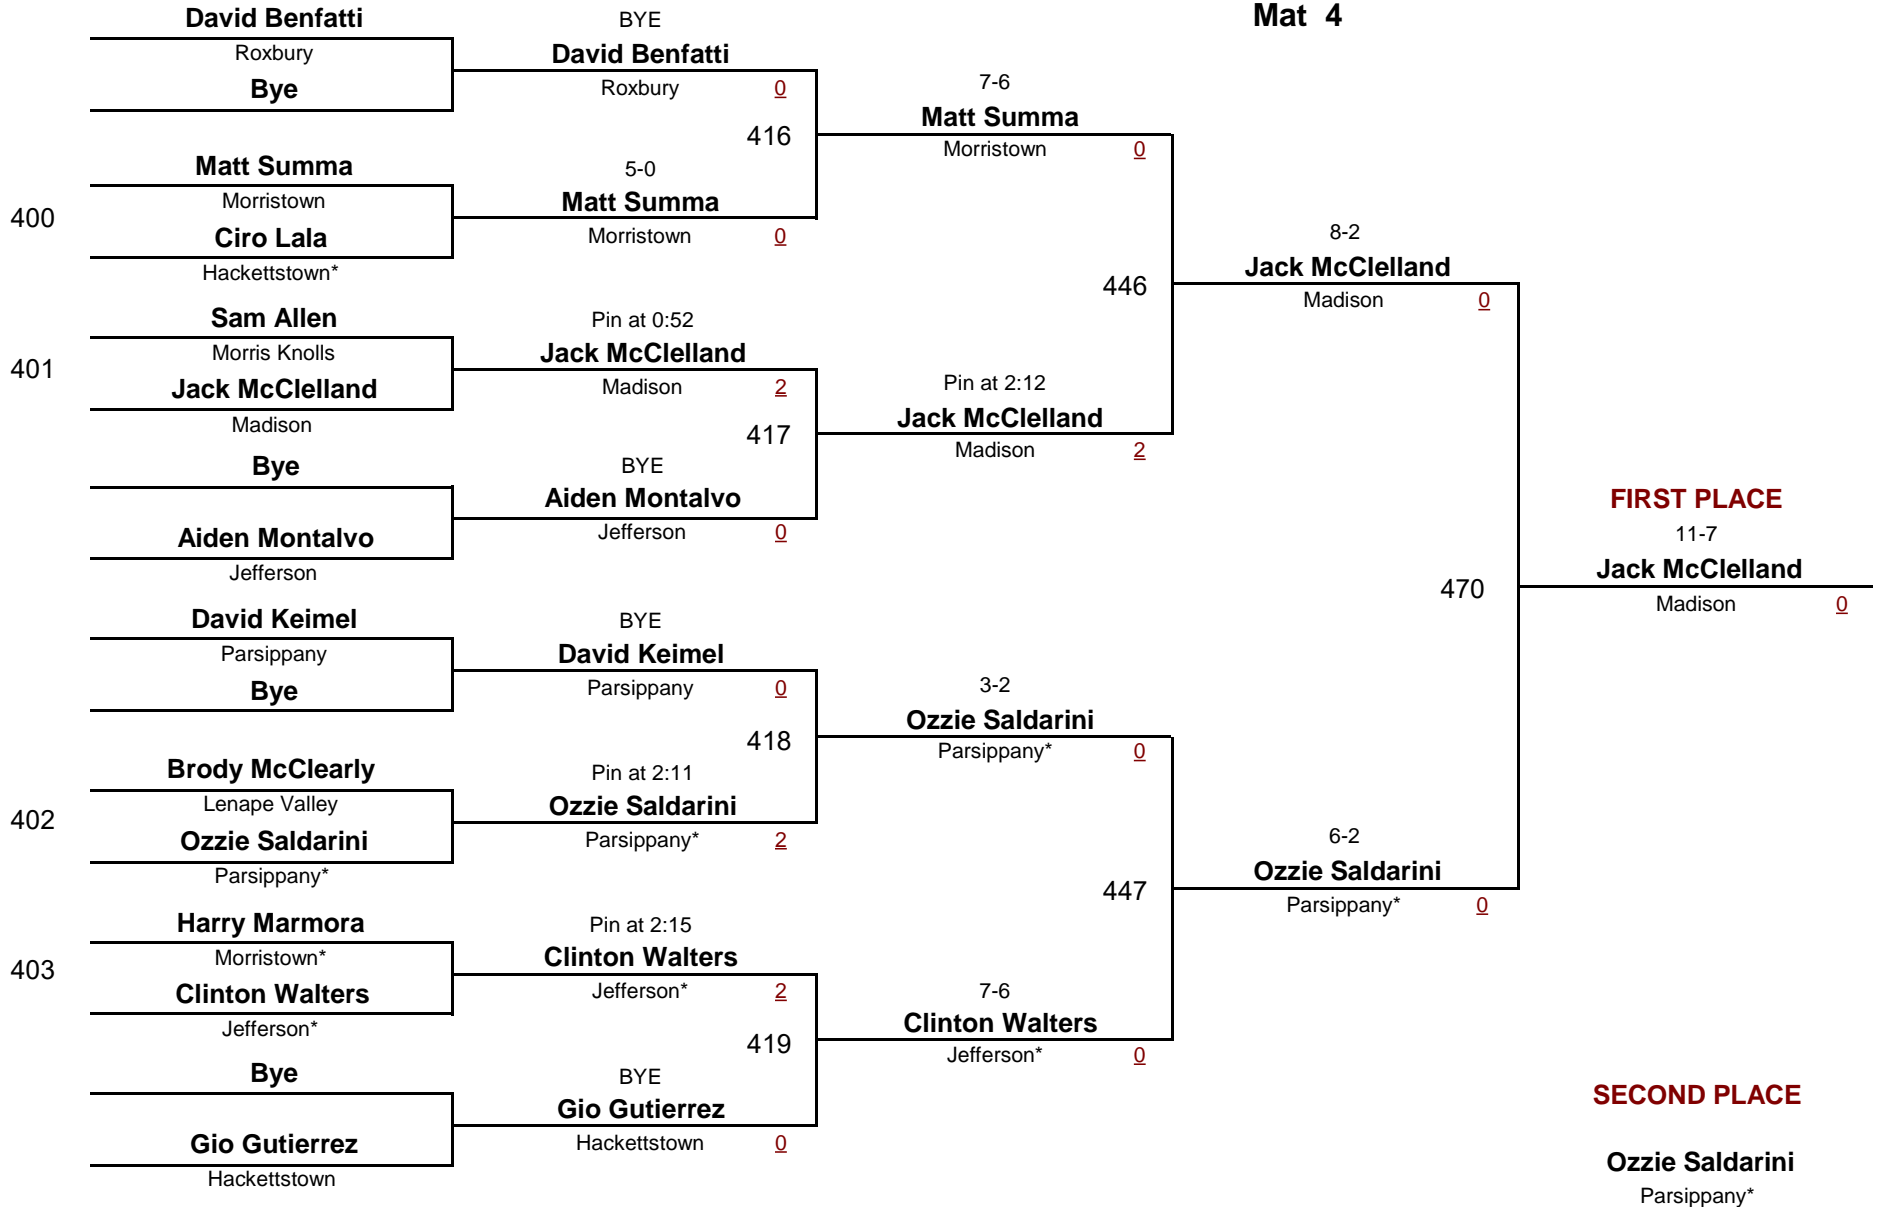 Mat 4
David Benfatti
Roxbury
Bye
400
Matt Summa
Morristown
Ciro Lala
Hackettstown*
401
Sam Allen
Morris Knolls
Jack McClelland
Madison
Bye
Aiden Montalvo
Jefferson
David Keimel
Parsippany
Bye
402
Brody McClearly
Lenape Valley
Ozzie Saldarini
Parsippany*
403
Harry Marmora
Morristown*
Clinton Walters
Jefferson*
Bye
Gio Gutierrez
Hackettstown
BYE
David Benfatti
Roxbury 0
416
5-0
Matt Summa
Morristown 0
Pin at 0:52
Jack McClelland
Madison 2
417
BYE
Aiden Montalvo
Jefferson 0
BYE
David Keimel
Parsippany 0
418
Pin at 2:11
Ozzie Saldarini
Parsippany* 2
Pin at 2:15
Clinton Walters
Jefferson* 2
419
BYE
Gio Gutierrez
Hackettstown 0
7-6
Matt Summa
Morristown 0
446
Pin at 2:12
Jack McClelland
Madison 2
3-2
Ozzie Saldarini
Parsippany* 0
447
7-6
Clinton Walters
Jefferson* 0
8-2
Jack McClelland
Madison 0
470
6-2
Ozzie Saldarini
Parsippany* 0
FIRST PLACE
11-7
Jack McClelland
Madison 0
SECOND PLACE
Ozzie Saldarini
Parsippany*